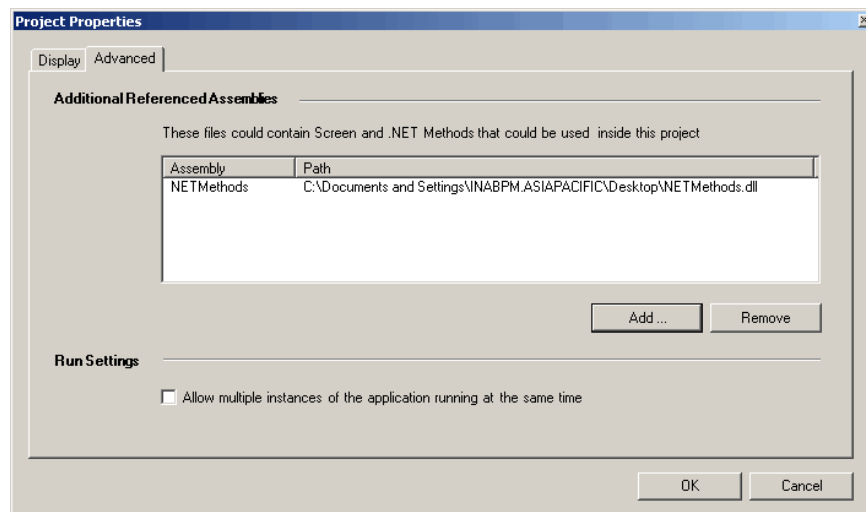 Project Properties
Display Advanced
Additional Referenced Assemblies
These files could contain Screen and .NET Methods that could be used inside this project
Assembly Path
NETMethods C:\Documents and Settings\INABPM.ASIAPACIFIC\Desktop\NETMethods.dll
Add ... Remove
Run Settings
Allow multiple instances of the application running at the same time
OK Cancel